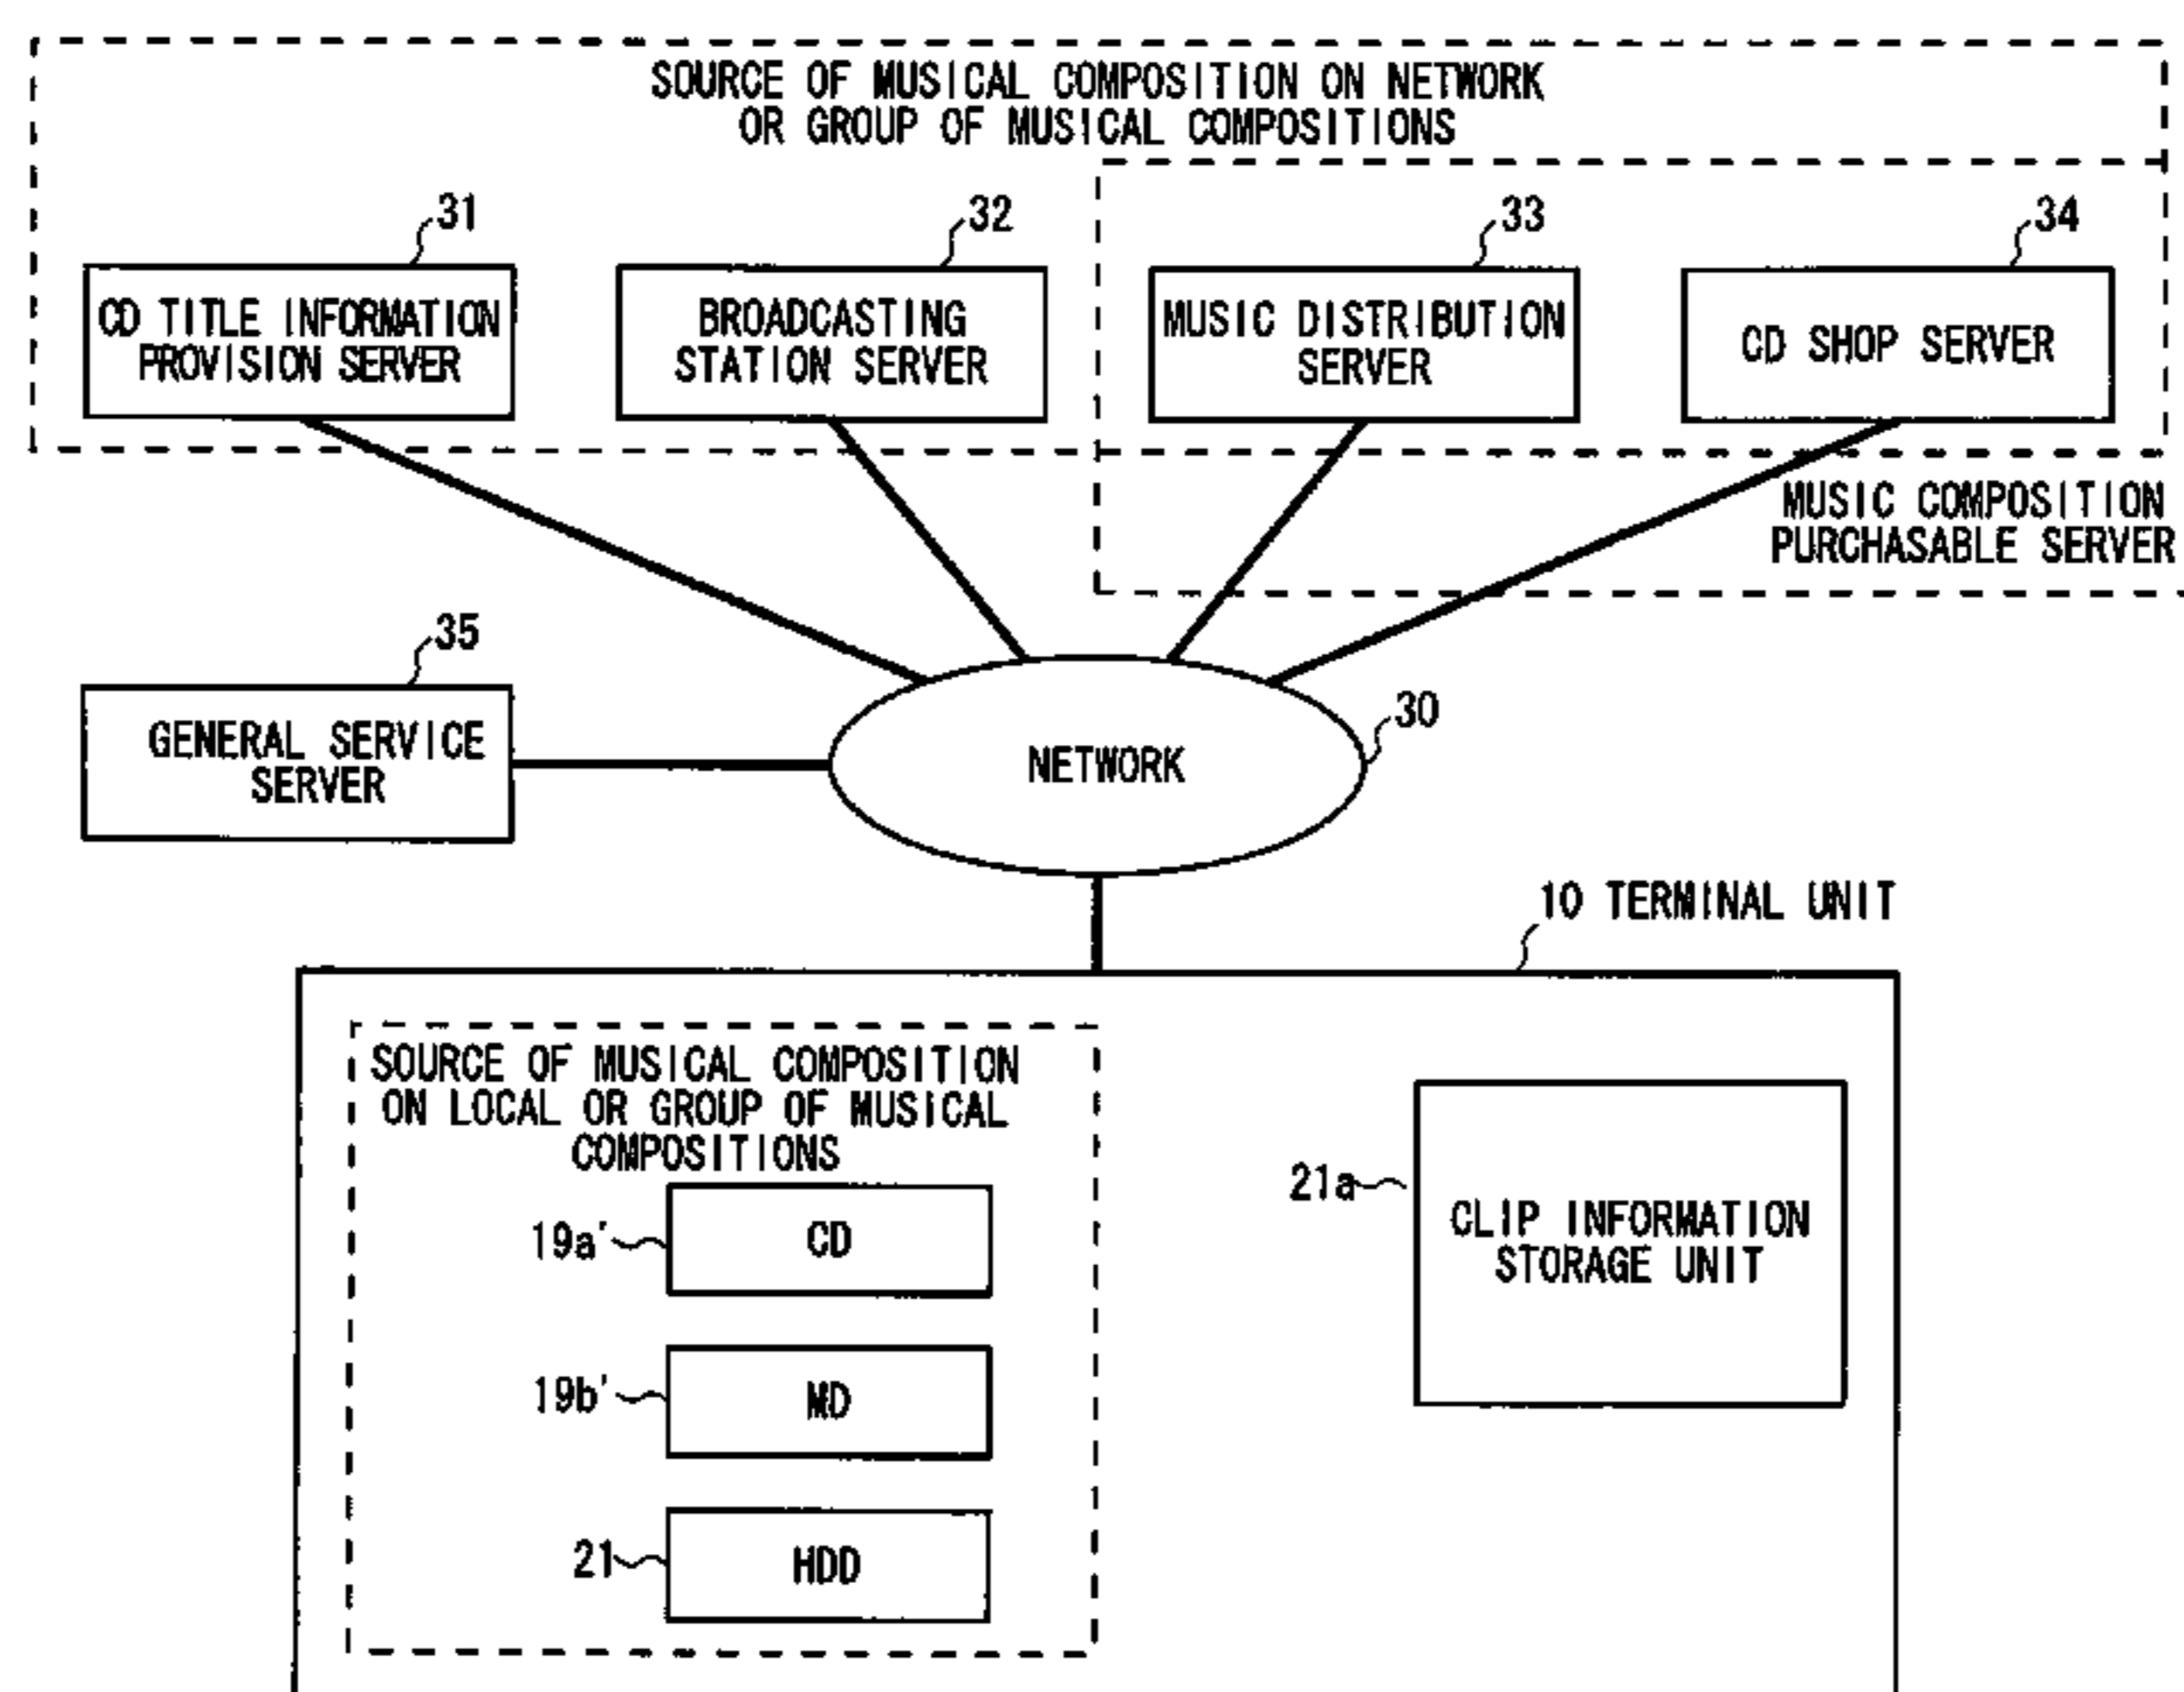 SOURCE OF MUSICAL COMPOSITION ON NETWORK
OR GROUP OF MUSICAL COMPOSITIONS
31
32
33
34
CD TITLE INFORMATION
PROVISION SERVER
BROADCASTING
STATION SERVER
MUSIC DISTRIBUTION
SERVER
CD SHOP SERVER
MUSIC COMPOSITION
PURCHASABLE SERVER
35
GENERAL SERVICE
SERVER
30
NETWORK
10 TERMINAL UNIT
SOURCE OF MUSICAL COMPOSITION
ON LOCAL OR GROUP OF MUSICAL
COMPOSITIONS
19a' CD
19b' MD
21 HDD
21a
CLIP INFORMATION
STORAGE UNIT